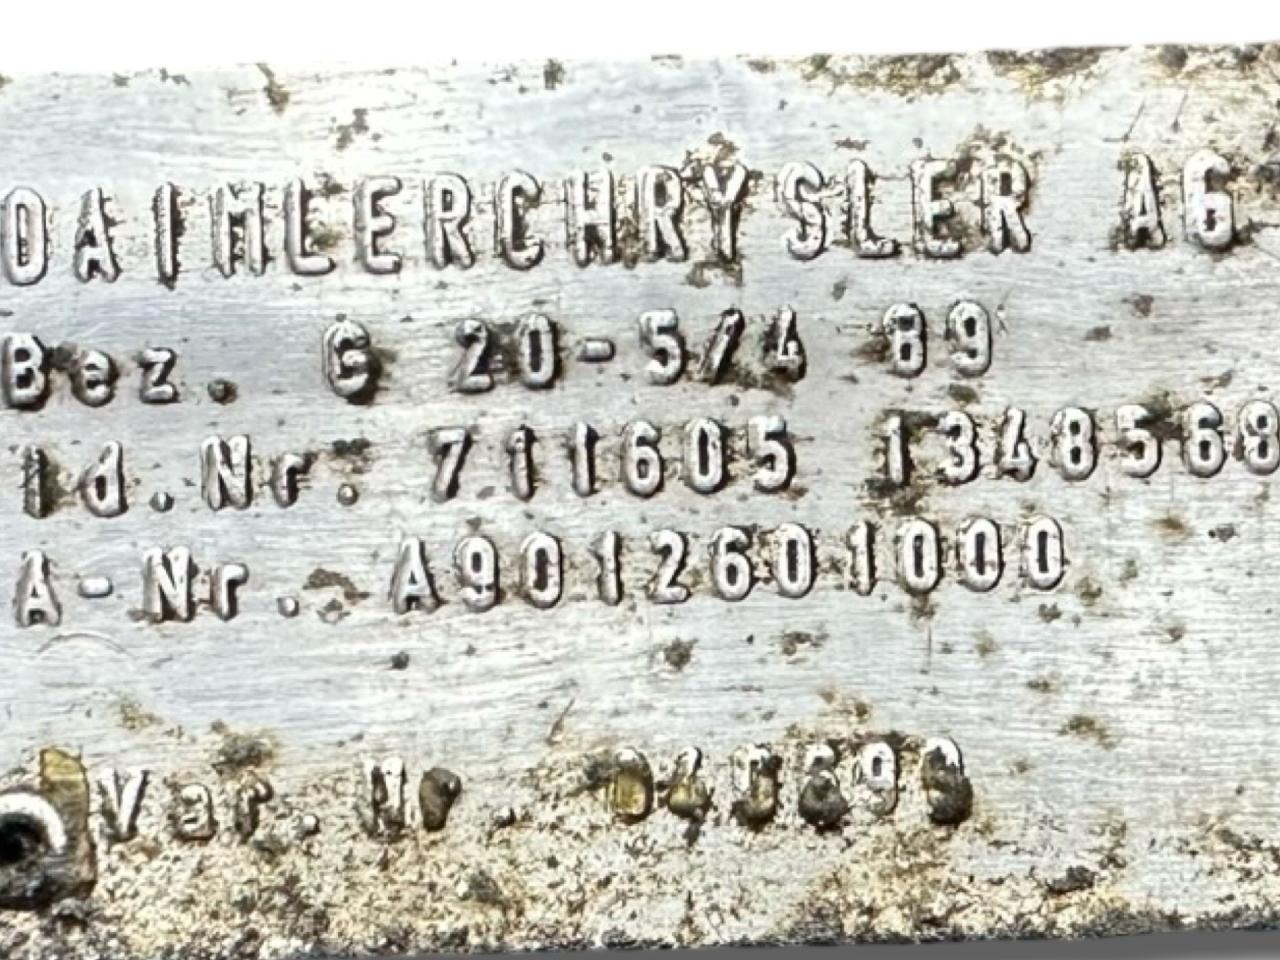 DAIMLERCHRYSLER AG
Bez. G 20-5/4 89
Id.Nr. 711605 1348568
A-Nr. A9012601000
Var. Nr.